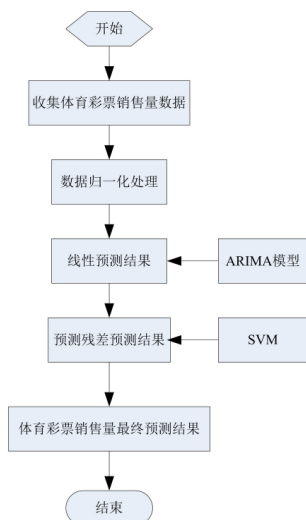 开始
收集体育彩票销售量数据
数据归一化处理
线性预测结果
ARIMA模型
预测残差预测结果
SVM
体育彩票销售量最终预测结果
结束